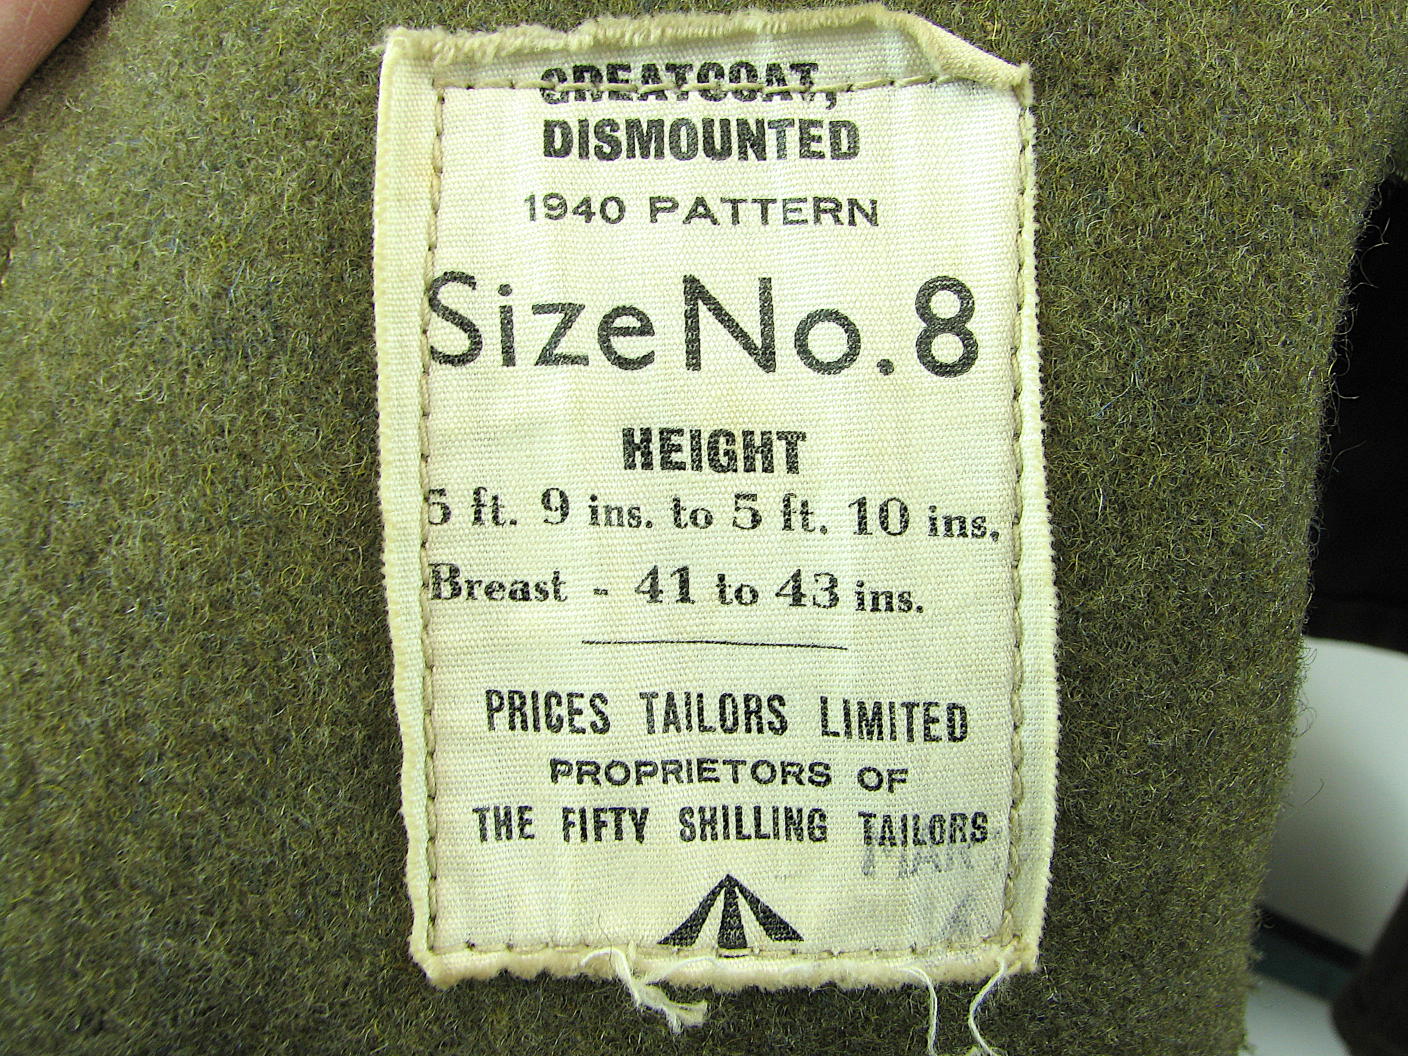 GREATCOAT,
DISMOUNTED
1940 PATTERN
Size No. 8
HEIGHT
5 ft. 9 ins. to 5 ft. 10 ins.
Breast - 41 to 43 ins.
PRICES TAILORS LIMITED
PROPRIETORS OF
THE FIFTY SHILLING TAILORS
MAR